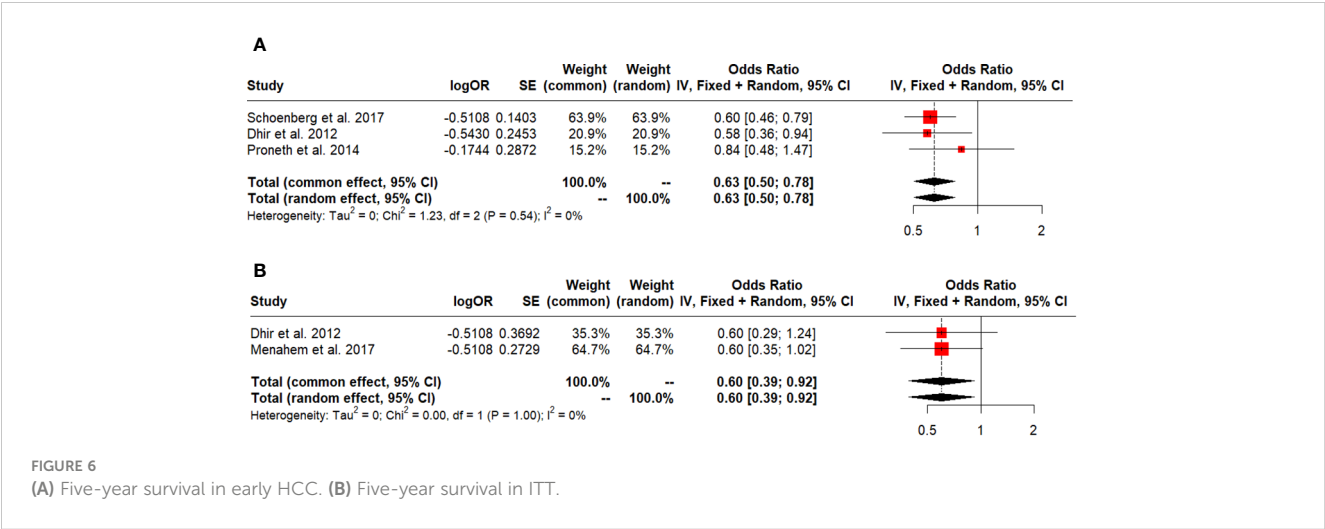 A
Weight Weight Odds Ratio Odds Ratio
Study logOR SE (common) (random) IV, Fixed + Random, 95% CI IV, Fixed + Random, 95% CI
Schoenberg et al. 2017 -0.5108 0.1403 63.9% 63.9% 0.60 [0.46; 0.79]
Dhir et al. 2012 -0.5430 0.2453 20.9% 20.9% 0.58 [0.36; 0.94]
Proneth et al. 2014 -0.1744 0.2872 15.2% 15.2% 0.84 [0.48; 1.47]
Total (common effect, 95% CI) 100.0% -- 0.63 [0.50; 0.78]
Total (random effect, 95% CI) -- 100.0% 0.63 [0.50; 0.78]
Heterogeneity: Tau² = 0; Chi² = 1.23, df = 2 (P = 0.54); I² = 0%
0.5 1 2
B
Weight Weight Odds Ratio Odds Ratio
Study logOR SE (common) (random) IV, Fixed + Random, 95% CI IV, Fixed + Random, 95% CI
Dhir et al. 2012 -0.5108 0.3692 35.3% 35.3% 0.60 [0.29; 1.24]
Menahem et al. 2017 -0.5108 0.2729 64.7% 64.7% 0.60 [0.35; 1.02]
Total (common effect, 95% CI) 100.0% -- 0.60 [0.39; 0.92]
Total (random effect, 95% CI) -- 100.0% 0.60 [0.39; 0.92]
Heterogeneity: Tau² = 0; Chi² = 0.00, df = 1 (P = 1.00); I² = 0%
0.5 1 2
FIGURE 6
(A) Five-year survival in early HCC. (B) Five-year survival in ITT.